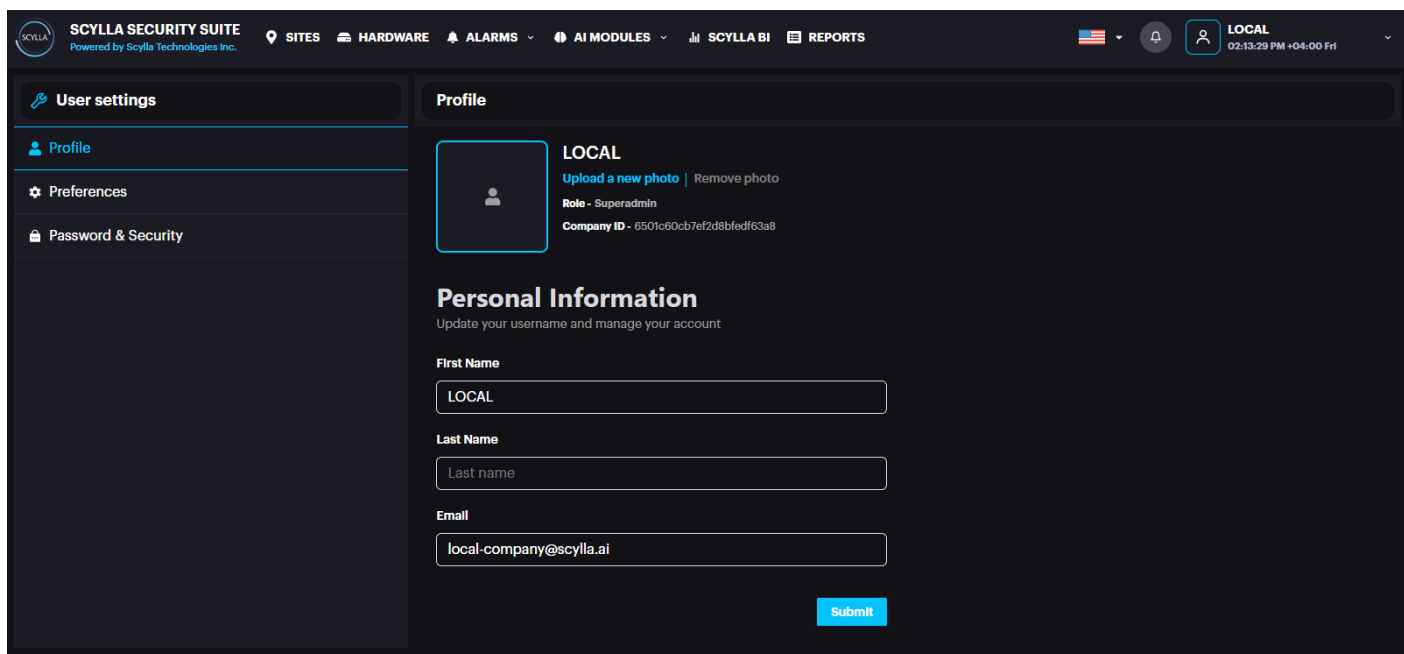 SCYLLA
SCYLLA SECURITY SUITE
Powered by Scylla Technologies Inc.
SITES
HARDWARE
ALARMS
AI MODULES
SCYLLA BI
REPORTS
LOCAL
02:13:29 PM +04:00 Fri
User settings
Profile
Preferences
Password & Security
Profile
LOCAL
Upload a new photo | Remove photo
Role - Superadmin
Company ID - 6501c60cb7ef2d8bfedf63a8
Personal Information
Update your username and manage your account
First Name
LOCAL
Last Name
Last name
Email
local-company@scylla.ai
Submit